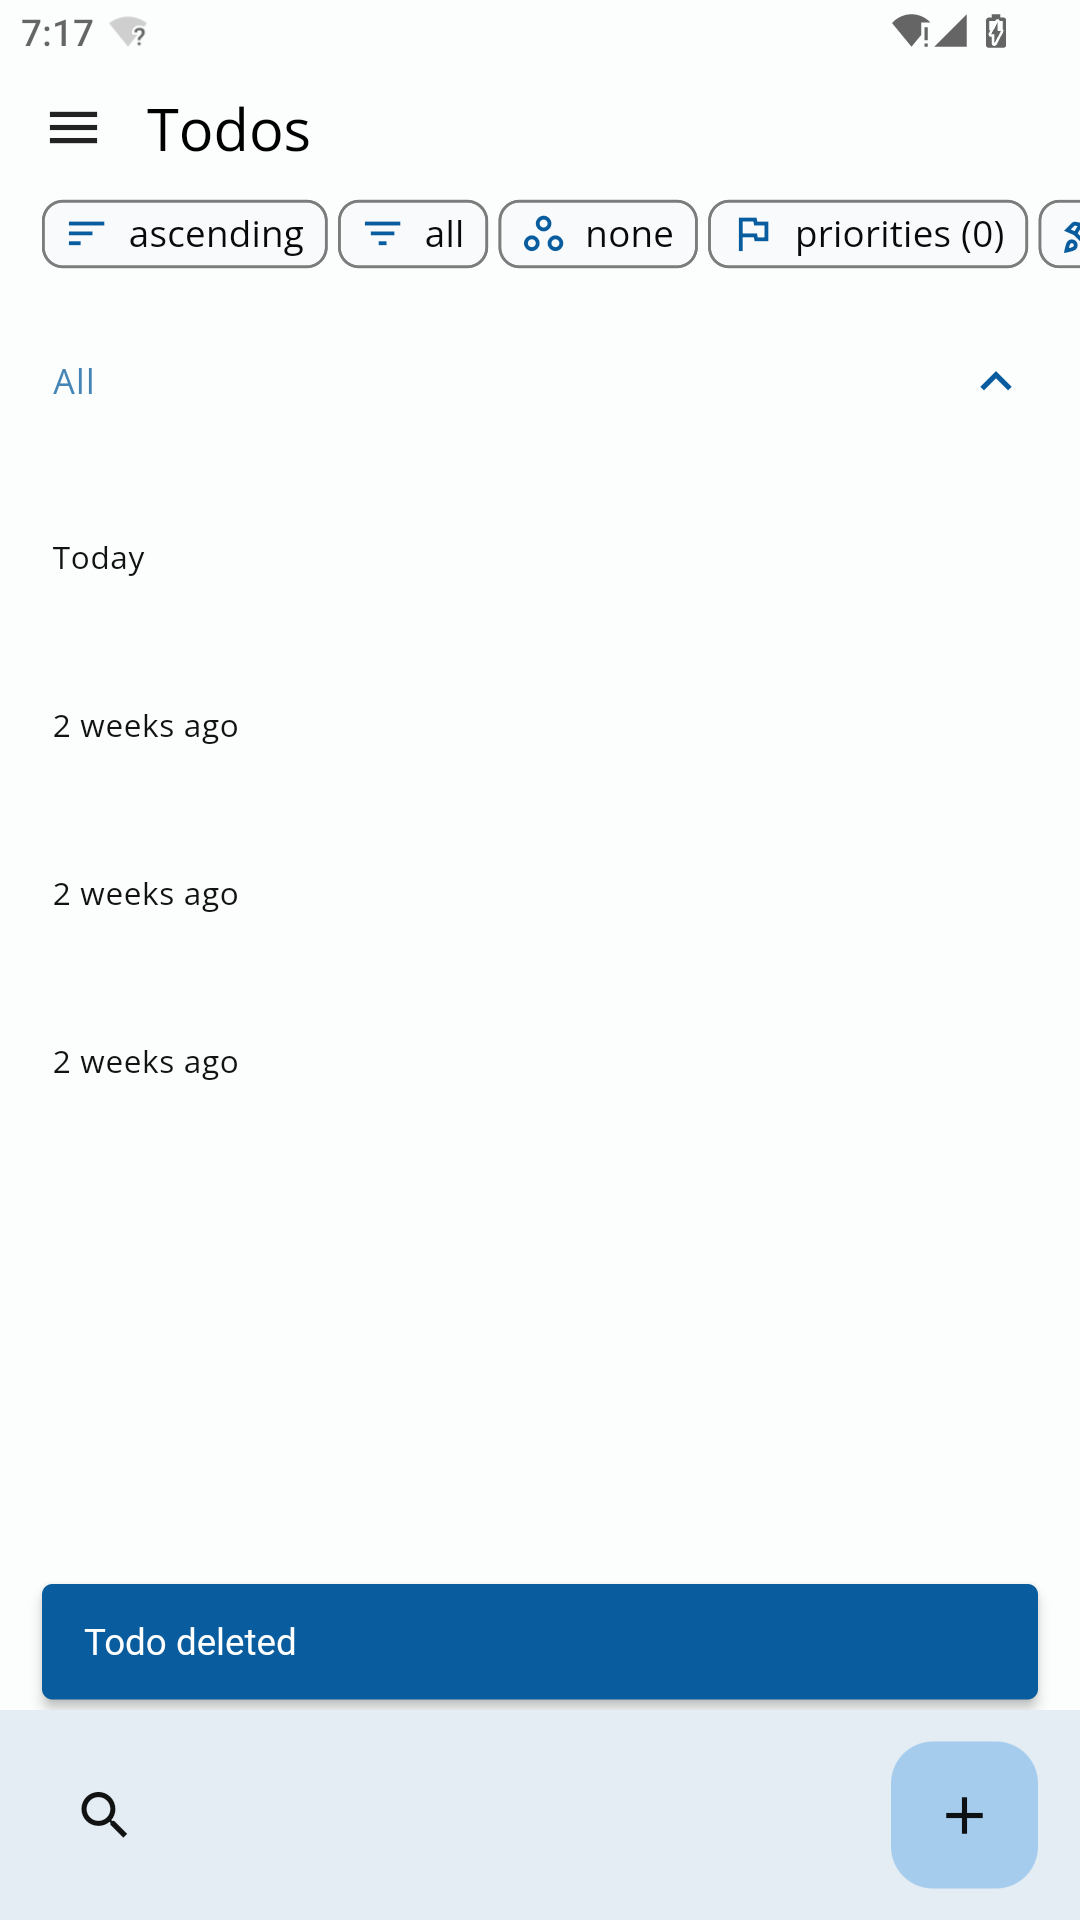 7:17
Todos
ascending all none priorities (0)
All
Today
2 weeks ago
2 weeks ago
2 weeks ago
Todo deleted